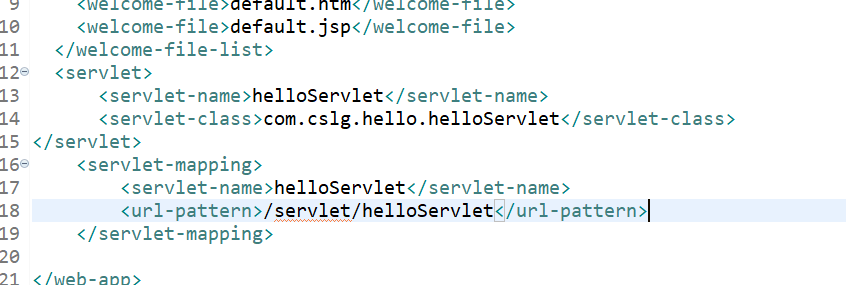 9 <welcome-file>default.htm</welcome-file>
10 <welcome-file>default.jsp</welcome-file>
11 </welcome-file-list>
12 <servlet>
13 <servlet-name>helloServlet</servlet-name>
14 <servlet-class>com.cslg.hello.helloServlet</servlet-class>
15 </servlet>
16 <servlet-mapping>
17 <servlet-name>helloServlet</servlet-name>
18 <url-pattern>/servlet/helloServlet</url-pattern>
19 </servlet-mapping>
20
21 </web-app>